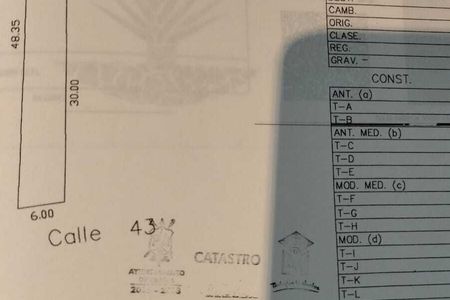 48.35
30.00
6.00
Calle 43
CATASTRO
AYUNTAMIENTO
CAMB.
ORIG.
CLASE.
REG.
GRAV. -
CONST.
ANT. (a)
T-A
T-B
ANT. MED. (b)
T-C
T-D
T-E
MOD. MED. (c)
T-F
T-G
T-H
MOD. (d)
T-I
T-J
T-K
T-L